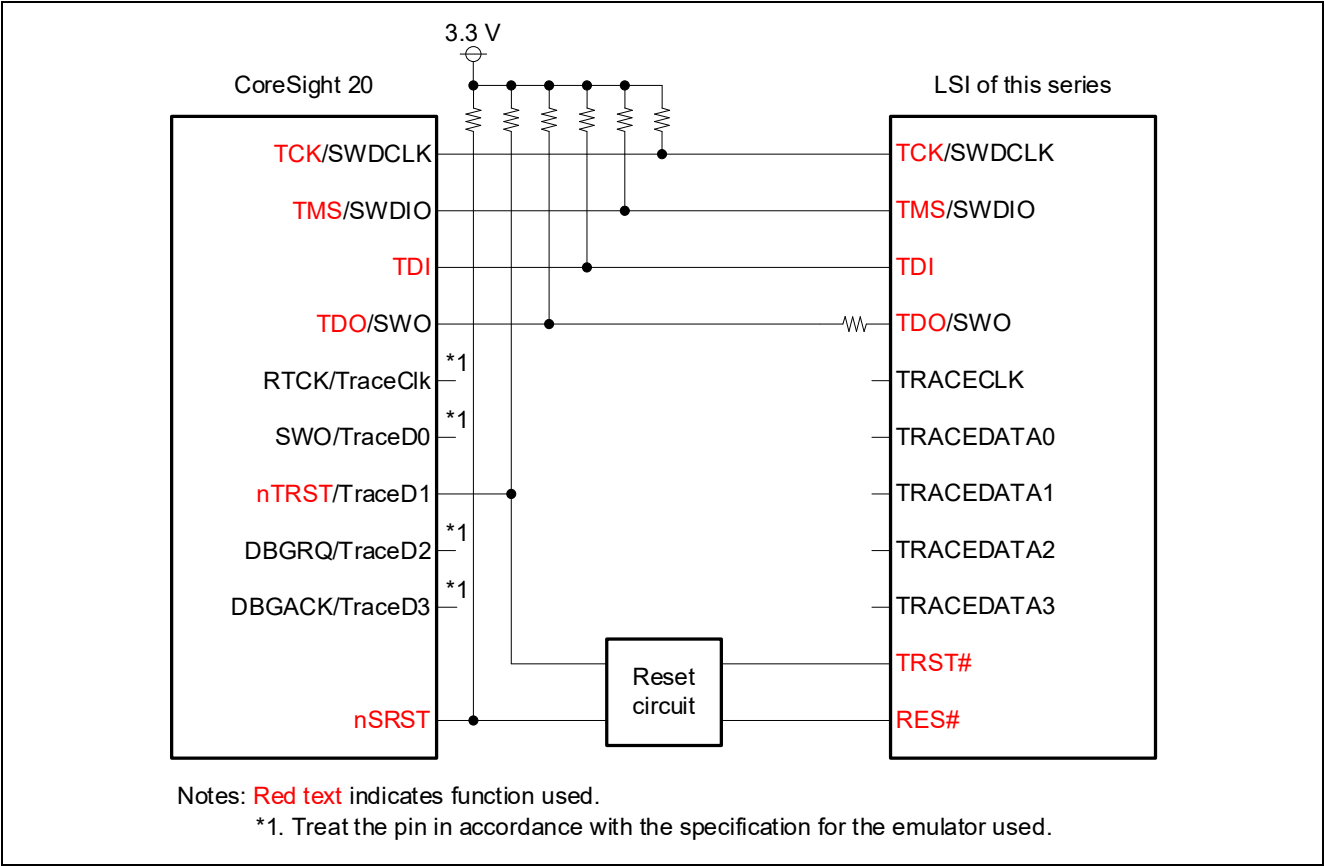 3.3 V
CoreSight 20
LSI of this series
TCK/SWDCLK
TCK/SWDCLK
TMS/SWDIO
TMS/SWDIO
TDI
TDI
TDO/SWO
TDO/SWO
RTCK/TraceClk
*1
TRACECLK
SWO/TraceD0
*1
TRACEDATA0
nTRST/TraceD1
TRACEDATA1
DBGRQ/TraceD2
*1
TRACEDATA2
DBGACK/TraceD3
*1
TRACEDATA3
Reset
circuit
TRST#
nSRST
RES#
Notes: Red text indicates function used.
*1. Treat the pin in accordance with the specification for the emulator used.